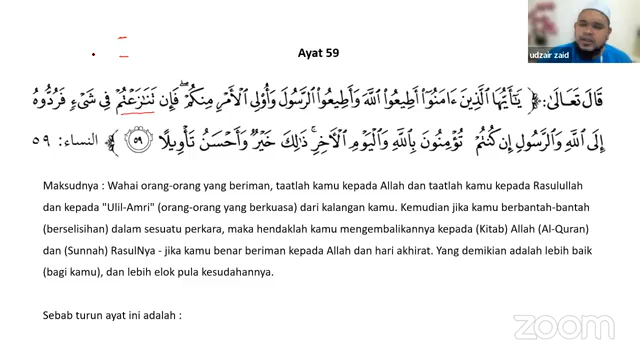 udzair zaid
Ayat 59
قَالَ تَعَالَىٰ: ﴿ يَـٰٓأَيُّهَا ٱلَّذِينَ ءَامَنُوٓا۟ أَطِيعُوا۟ ٱللَّهَ وَأَطِيعُوا۟ ٱلرَّسُولَ وَأُو۟لِى ٱلْأَمْرِ مِنكُمْ ۖ فَإِن تَنَـٰزَعْتُمْ فِى شَىْءٍ فَرُدُّوهُ
إِلَى ٱللَّهِ وَٱلرَّسُولِ إِن كُنتُمْ تُؤْمِنُونَ بِٱللَّهِ وَٱلْيَوْمِ ٱلْـَٔاخِرِ ۚ ذَٰلِكَ خَيْرٌ وَأَحْسَنُ تَأْوِيلًا ﴿٥٩﴾ ﴾ النساء: ٥٩
Maksudnya : Wahai orang-orang yang beriman, taatlah kamu kepada Allah dan taatlah kamu kepada Rasulullah
dan kepada "Ulil-Amri" (orang-orang yang berkuasa) dari kalangan kamu. Kemudian jika kamu berbantah-bantah
(berselisihan) dalam sesuatu perkara, maka hendaklah kamu mengembalikannya kepada (Kitab) Allah (Al-Quran)
dan (Sunnah) RasulNya - jika kamu benar beriman kepada Allah dan hari akhirat. Yang demikian adalah lebih baik
(bagi kamu), dan lebih elok pula kesudahannya.
Sebab turun ayat ini adalah :
zoom